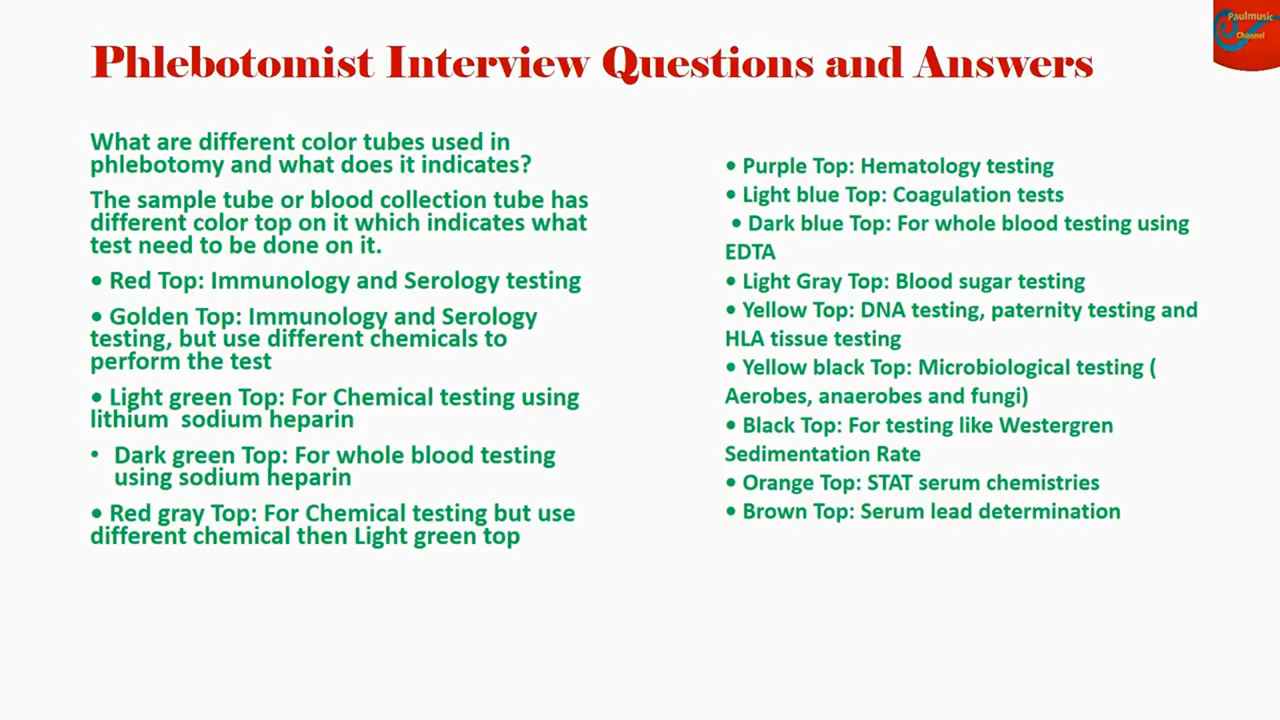 Paulmusic
Channel
Phlebotomist Interview Questions and Answers
What are different color tubes used in
phlebotomy and what does it indicates?
The sample tube or blood collection tube has
different color top on it which indicates what
test need to be done on it.
• Red Top: Immunology and Serology testing
• Golden Top: Immunology and Serology
testing, but use different chemicals to
perform the test
• Light green Top: For Chemical testing using
lithium  sodium heparin
• Dark green Top: For whole blood testing
using sodium heparin
• Red gray Top: For Chemical testing but use
different chemical then Light green top
• Purple Top: Hematology testing
• Light blue Top: Coagulation tests
• Dark blue Top: For whole blood testing using
EDTA
• Light Gray Top: Blood sugar testing
• Yellow Top: DNA testing, paternity testing and
HLA tissue testing
• Yellow black Top: Microbiological testing (
Aerobes, anaerobes and fungi)
• Black Top: For testing like Westergren
Sedimentation Rate
• Orange Top: STAT serum chemistries
• Brown Top: Serum lead determination